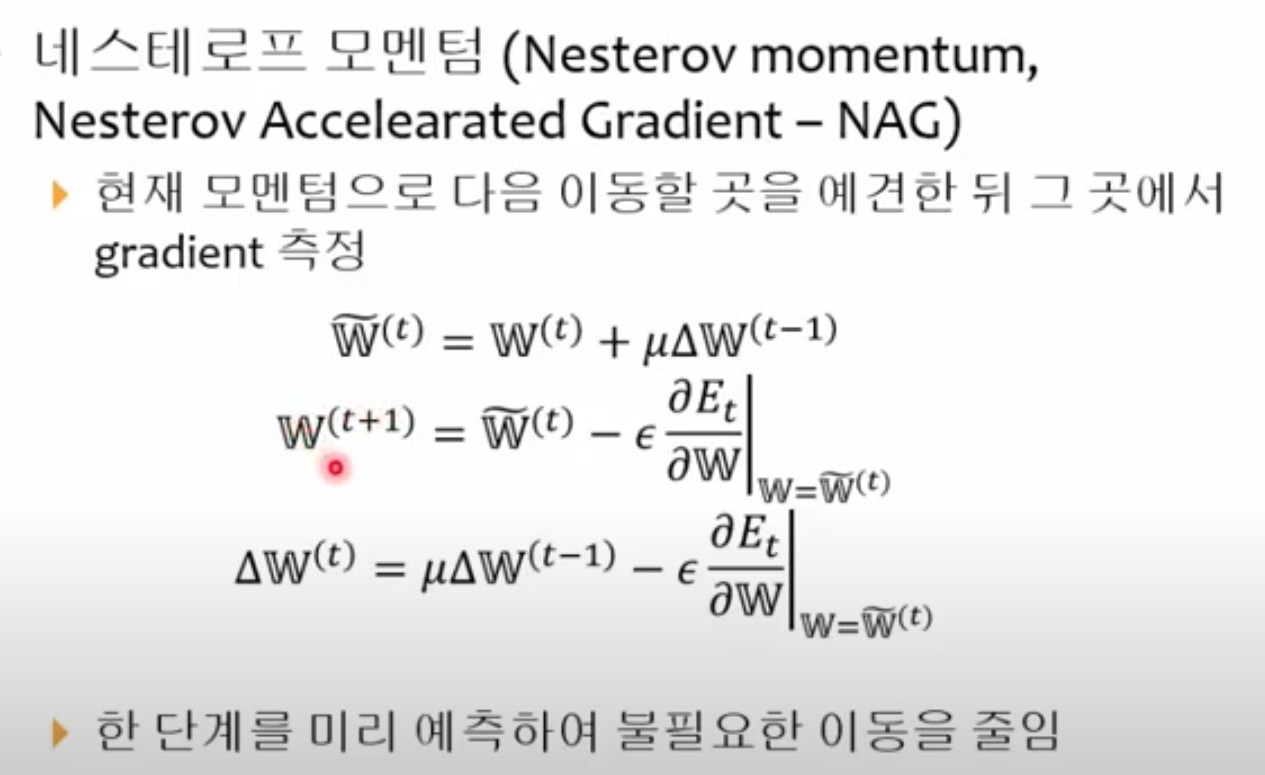 네스테로프 모멘텀 (Nesterov momentum,
Nesterov Accelearated Gradient – NAG)
현재 모멘텀으로 다음 이동할 곳을 예견한 뒤 그 곳에서
gradient 측정
W̃⁽ᵗ⁾ = 𝕎⁽ᵗ⁾ + μΔ𝕎⁽ᵗ⁻¹⁾
𝕎⁽ᵗ⁺¹⁾ = W̃⁽ᵗ⁾ − ϵ ∂Eₜ/∂𝕎 |𝕎=W̃⁽ᵗ⁾
Δ𝕎⁽ᵗ⁾ = μΔ𝕎⁽ᵗ⁻¹⁾ − ϵ ∂Eₜ/∂𝕎 |𝕎=W̃⁽ᵗ⁾
한 단계를 미리 예측하여 불필요한 이동을 줄임